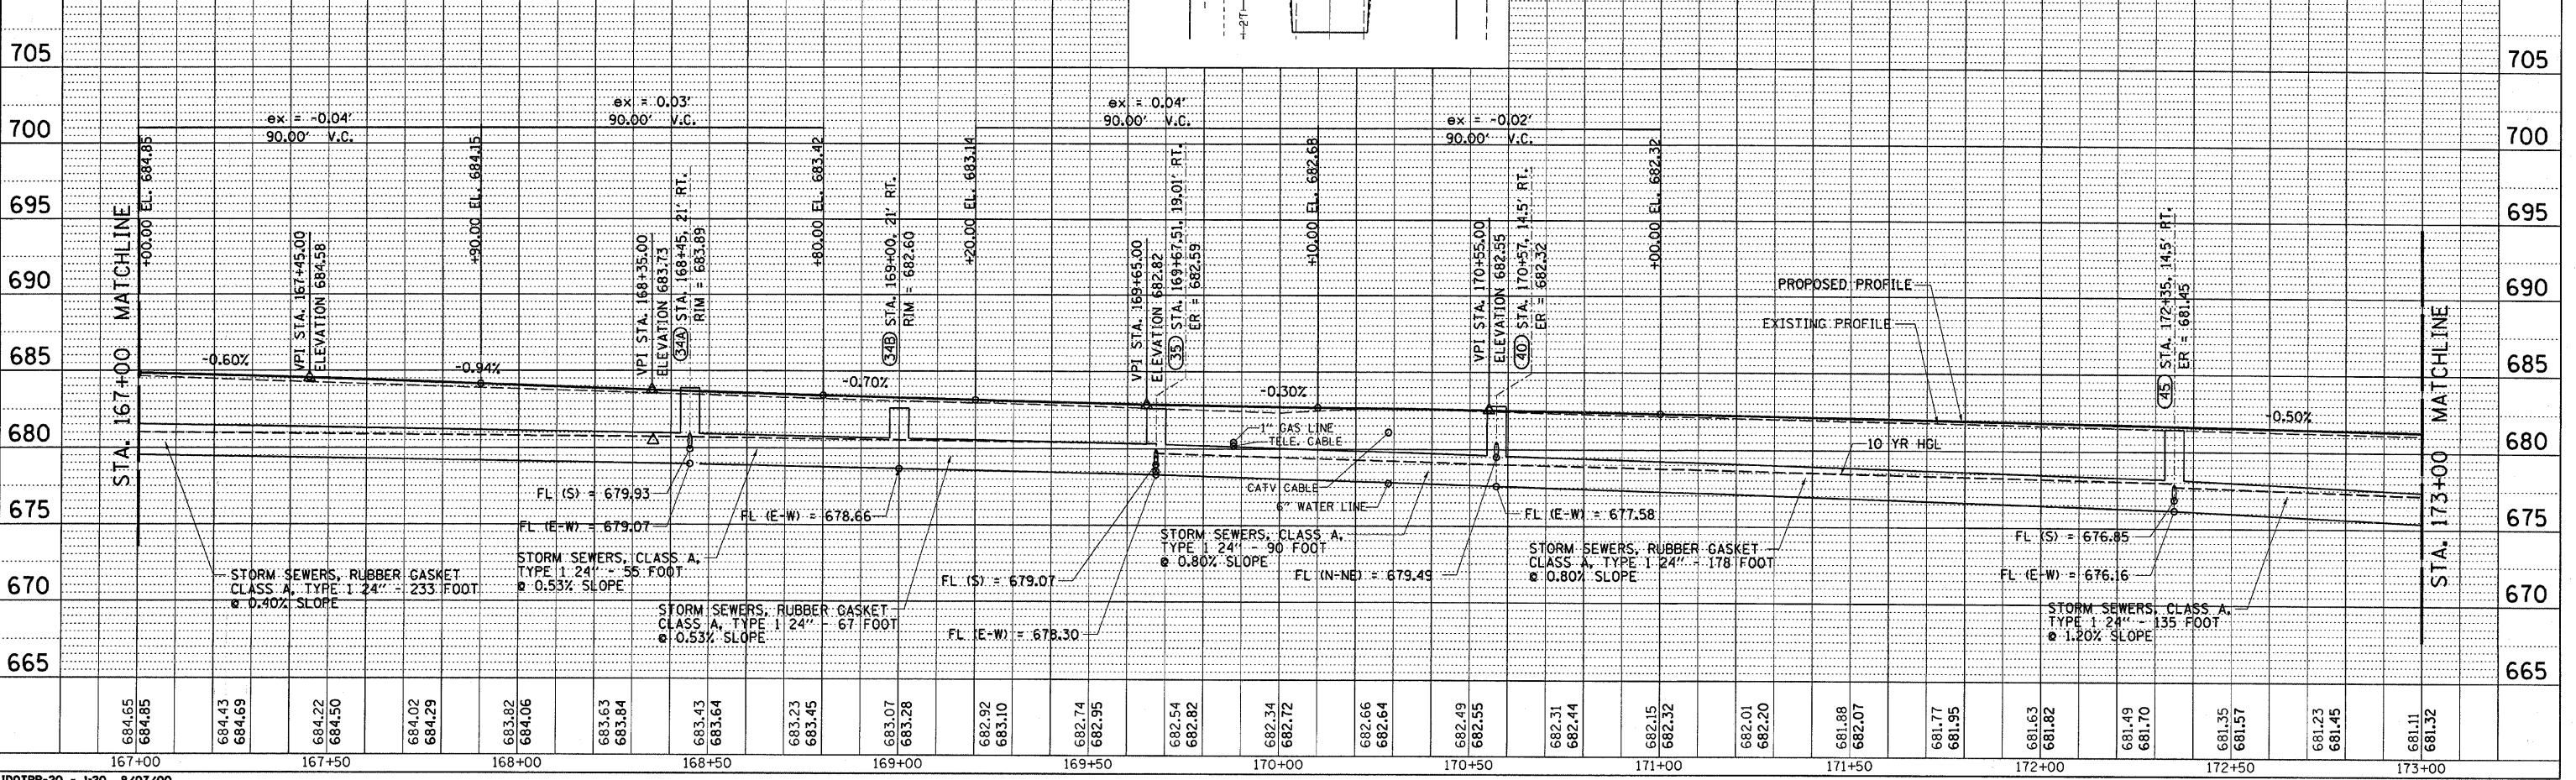 27
705
705
700
700
695
695
690
690
685
685
680
680
675
675
670
670
665
665
ex = -0.04'
90.00' V.C.
ex = 0.03'
90.00' V.C.
ex = 0.04'
90.00' V.C.
ex = -0.02'
90.00' V.C.
STA. 167+00 MATCHLINE
+00.00 EL. 684.85
VPI STA. 167+45.00
ELEVATION 684.58
+90.00 EL. 684.15
VPI STA. 168+35.00
ELEVATION 683.73
34A STA. 168+45, 21' RT.
RIM = 683.89
+80.00 EL. 683.42
34B STA. 169+00, 21' RT.
RIM = 682.60
+20.00 EL. 683.14
VPI STA. 169+65.00
ELEVATION 682.82
35 STA. 169+67.51, 19.01' RT.
ER = 682.59
+10.00 EL. 682.68
VPI STA. 170+55.00
ELEVATION 682.55
40 STA. 170+57, 14.5' RT.
ER = 682.32
+00.00 EL. 682.32
PROPOSED PROFILE
EXISTING PROFILE
45 STA. 172+35, 14.5' RT.
ER = 681.45
STA. 173+00 MATCHLINE
-0.60%
-0.94%
-0.70%
-0.30%
-0.50%
1" GAS LINE
TELE. CABLE
10 YR HGL
CATV CABLE
6" WATER LINE
FL (S) = 679.93
FL (E-W) = 679.07
FL (E-W) = 678.66
FL (S) = 679.07
FL (E-W) = 678.30
FL (N-NE) = 679.49
FL (E-W) = 677.58
FL (S) = 676.85
FL (E-W) = 676.16
STORM SEWERS, RUBBER GASKET
CLASS A, TYPE 1 24" - 233 FOOT
@ 0.40% SLOPE
STORM SEWERS, CLASS A,
TYPE 1 24" - 55 FOOT
@ 0.53% SLOPE
STORM SEWERS, RUBBER GASKET
CLASS A, TYPE 1 24" - 67 FOOT
@ 0.53% SLOPE
STORM SEWERS, CLASS A,
TYPE 1 24" - 90 FOOT
@ 0.80% SLOPE
STORM SEWERS, RUBBER GASKET
CLASS A, TYPE 1 24" - 178 FOOT
@ 0.80% SLOPE
STORM SEWERS, CLASS A,
TYPE 1 24" - 135 FOOT
@ 1.20% SLOPE
684.65
684.85
684.43
684.69
684.22
684.50
684.02
684.29
683.82
684.06
683.63
683.84
683.43
683.64
683.23
683.45
683.07
683.28
682.92
683.10
682.74
682.95
682.54
682.82
682.34
682.72
682.66
682.64
682.49
682.55
682.31
682.44
682.15
682.32
682.01
682.20
681.88
682.07
681.77
681.95
681.63
681.82
681.49
681.70
681.35
681.57
681.23
681.45
681.11
681.32
167+00
167+50
168+00
168+50
169+00
169+50
170+00
170+50
171+00
171+50
172+00
172+50
173+00